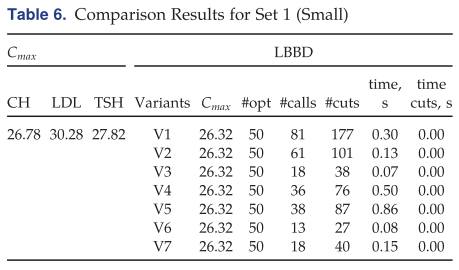 Table 6. Comparison Results for Set 1 (Small)
Cmax LBBD
time, time
CH LDL TSH Variants Cmax #opt #calls #cuts s cuts, s
26.78 30.28 27.82 V1 26.32 50 81 177 0.30 0.00
V2 26.32 50 61 101 0.13 0.00
V3 26.32 50 18 38 0.07 0.00
V4 26.32 50 36 76 0.50 0.00
V5 26.32 50 38 87 0.86 0.00
V6 26.32 50 13 27 0.08 0.00
V7 26.32 50 18 40 0.15 0.00